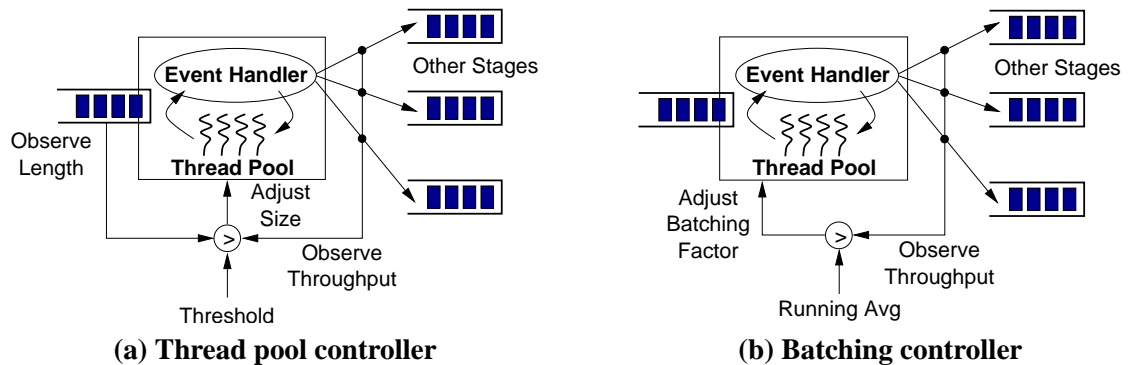 Event Handler
Other Stages
Observe
Length
Thread Pool
Adjust
Size
>
Observe
Throughput
Threshold
(a) Thread pool controller
Event Handler
Other Stages
Thread Pool
Adjust
Batching
Factor
>
Observe
Throughput
Running Avg
(b) Batching controller